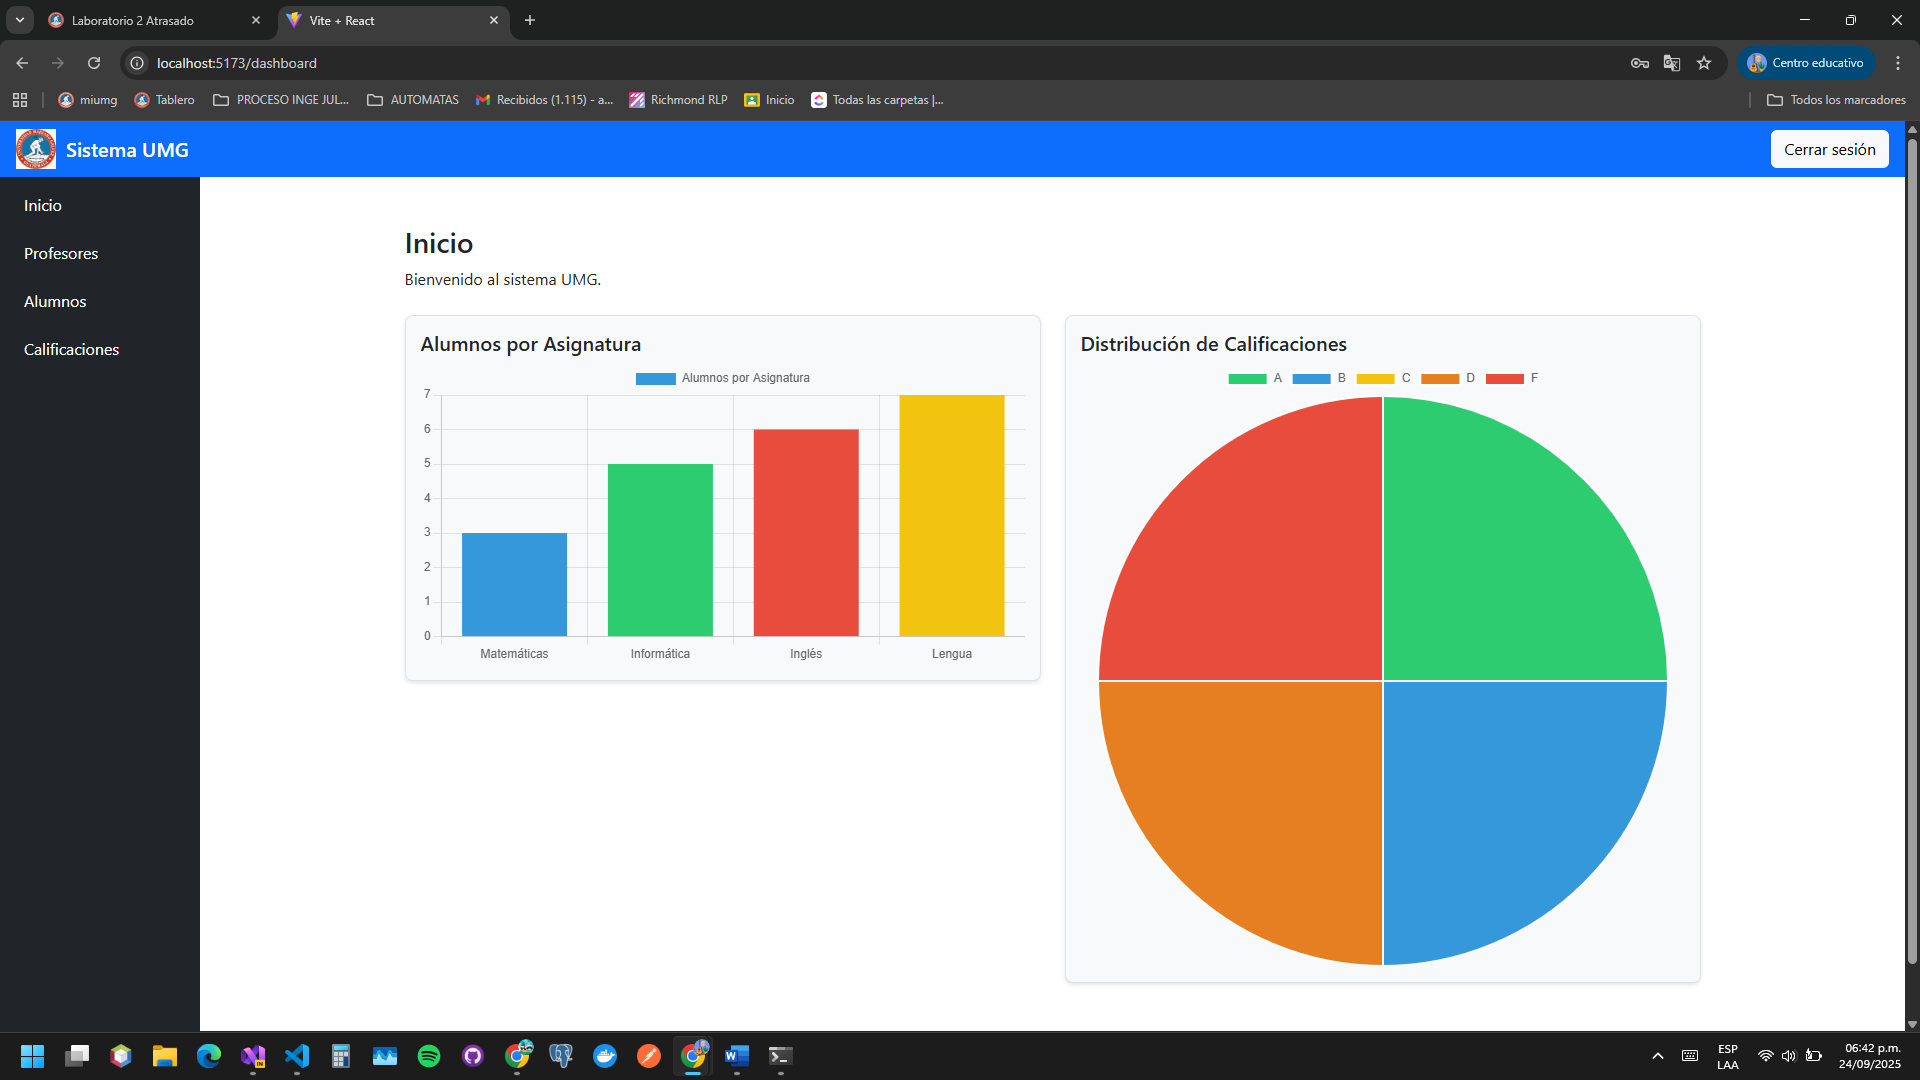 Laboratorio 2 Atrasado
Vite + React
localhost:5173/dashboard
Centro educativo
miumg
Tablero
PROCESO INGE JUL...
AUTOMATAS
Recibidos (1.115) - a...
Richmond RLP
Inicio
Todas las carpetas |...
Todos los marcadores
Sistema UMG
Cerrar sesión
Inicio
Profesores
Alumnos
Calificaciones
Inicio
Bienvenido al sistema UMG.
Alumnos por Asignatura
Alumnos por Asignatura
7
6
5
4
3
2
1
0
Matemáticas
Informática
Inglés
Lengua
Distribución de Calificaciones
A
B
C
D
F
ESP
LAA
06:42 p.m.
24/09/2025